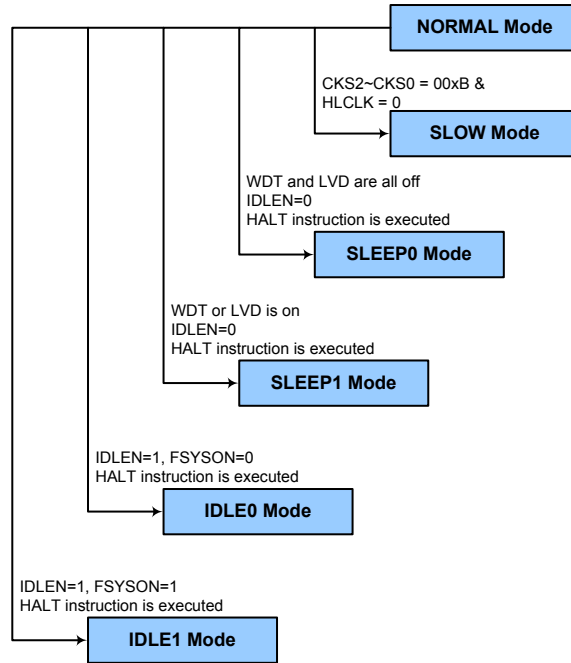 NORMAL Mode
CKS2~CKS0 = 00xB &
HLCLK = 0
SLOW Mode
WDT and LVD are all off
IDLEN=0
HALT instruction is executed
SLEEP0 Mode
WDT or LVD is on
IDLEN=0
HALT instruction is executed
SLEEP1 Mode
IDLEN=1, FSYSON=0
HALT instruction is executed
IDLE0 Mode
IDLEN=1, FSYSON=1
HALT instruction is executed
IDLE1 Mode